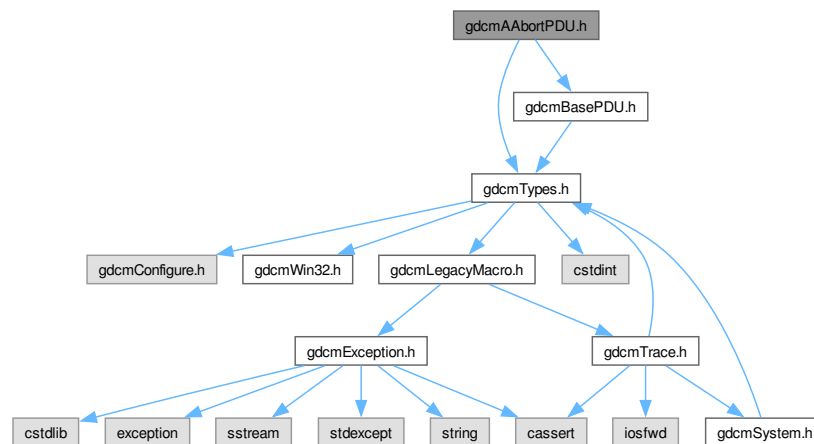 gdcmAAbortPDU.h
gdcmBasePDU.h
gdcmTypes.h
gdcmConfigure.h
gdcmWin32.h
gdcmLegacyMacro.h
cstdint
gdcmException.h
gdcmTrace.h
cstdlib
exception
sstream
stdexcept
string
cassert
iosfwd
gdcmSystem.h